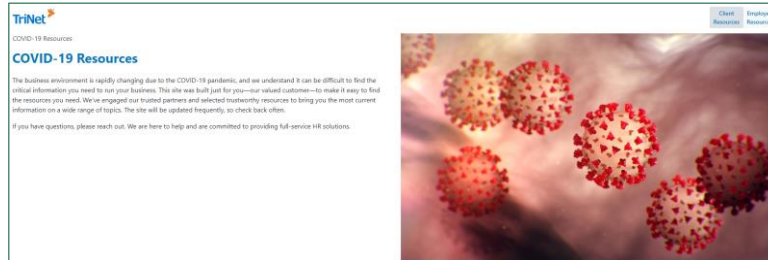 TriNet
Client
Resources
COVID-19 Resources
COVID-19 Resources
The business environment is rapidly changing due to the COVID-19 pandemic, and we understand it can be difficult to find the
critical information you need to run your business. This site was built just for you—our valued customer—to make it easy to find
the resources you need. We've engaged our trusted partners and selected trustworthy resources to bring you the most current
information on a wide range of topics. The site will be updated frequently, so check back often.
If you have questions, please reach out. We are here to help and are committed to providing full-service HR solutions.